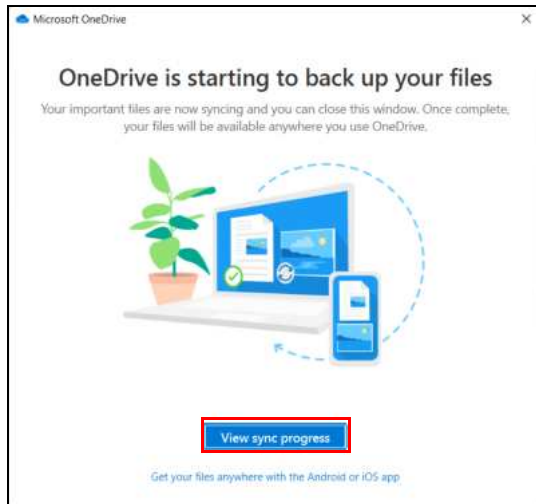 Microsoft OneDrive
OneDrive is starting to back up your files
Your important files are now syncing and you can close this window. Once complete,
your files will be available anywhere you use OneDrive.
View sync progress
Get your files anywhere with the Android or iOS app